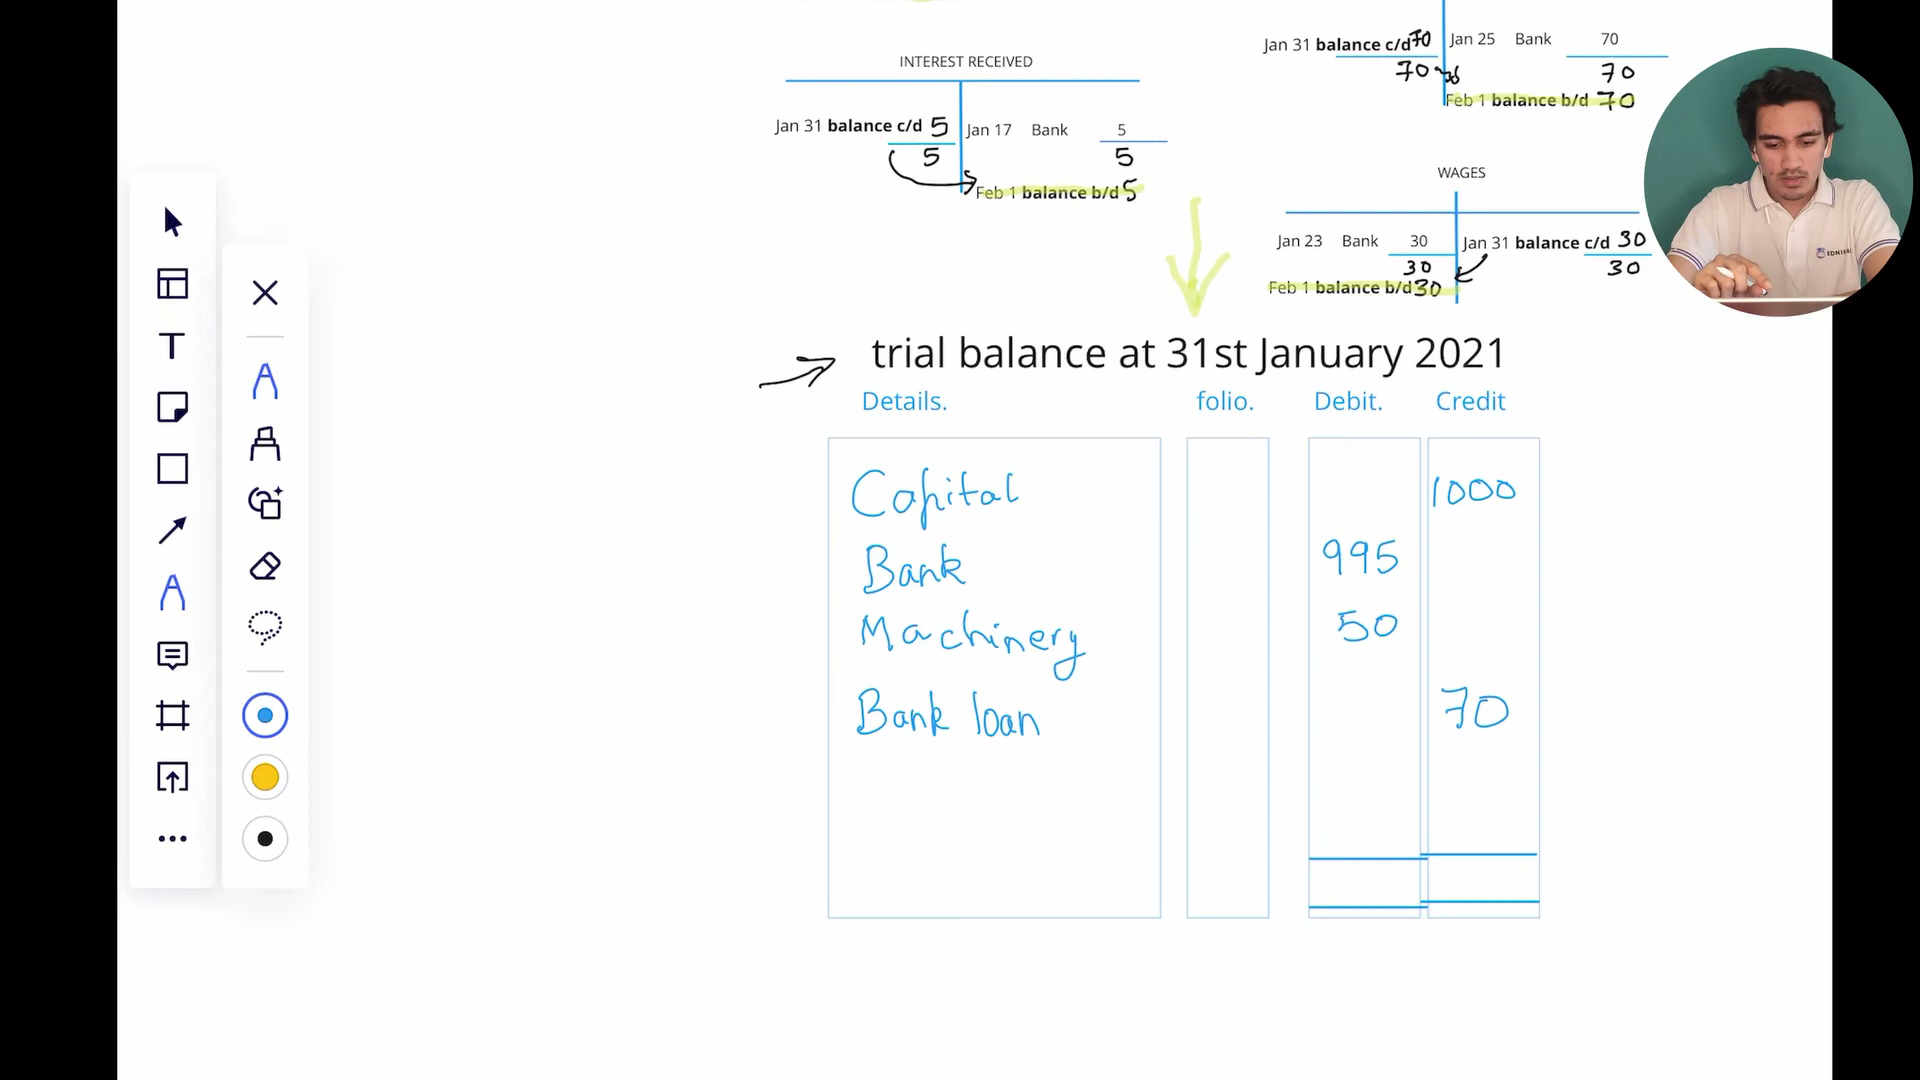 INTEREST RECEIVED
Jan 31 balance c/d 5
5
Jan 17 Bank 5
5
Feb 1 balance b/d 5
Jan 31 balance c/d 70
70
Jan 25 Bank 70
70
Feb 1 balance b/d 70
WAGES
Jan 23 Bank 30
30
Feb 1 balance b/d 30
Jan 31 balance c/d 30
30
trial balance at 31st January 2021
Details. folio. Debit. Credit
Capital 1000
Bank 995
Machinery 50
Bank loan 70